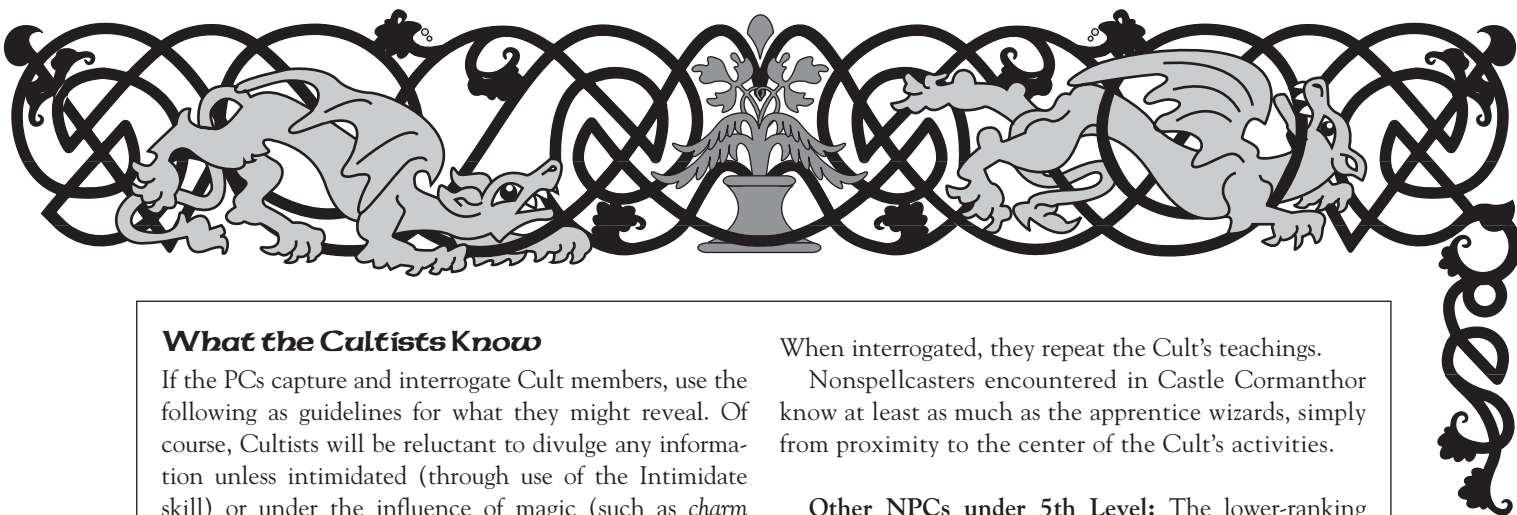 What the Cultists Know
If the PCs capture and interrogate Cult members, use the
following as guidelines for what they might reveal. Of
course, Cultists will be reluctant to divulge any informa-
tion unless intimidated (through use of the Intimidate
skill) or under the influence of magic (such as charm
When interrogated, they repeat the Cult's teachings.
Nonspellcasters encountered in Castle Cormanthor
know at least as much as the apprentice wizards, simply
from proximity to the center of the Cult's activities.
Other NPCs under 5th Level: The lower-ranking